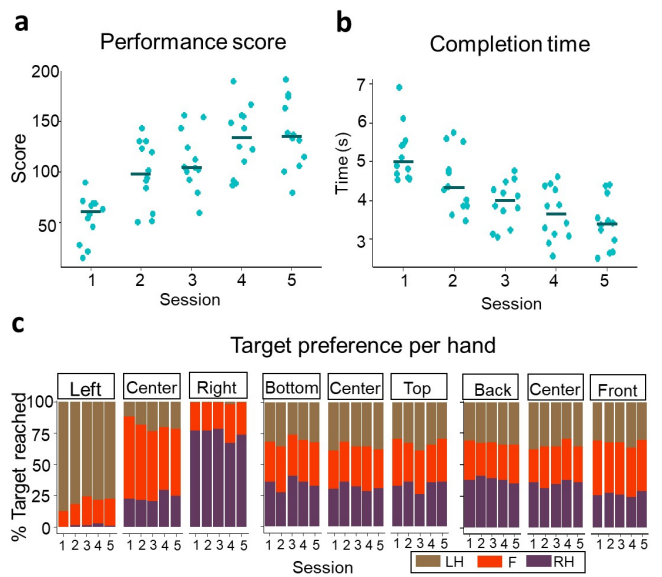 a
Performance score
200
150
100
50
Score
1 2 3 4 5
Session
b
Completion time
7
6
5
4
3
Time (s)
1 2 3 4 5
Session
c
Target preference per hand
Left Center Right Bottom Center Top Back Center Front
100
75
50
25
0
% Target reached
1 2 3 4 5 1 2 3 4 5 1 2 3 4 5 1 2 3 4 5 1 2 3 4 5 1 2 3 4 5 1 2 3 4 5 1 2 3 4 5 1 2 3 4 5
Session
LH F RH